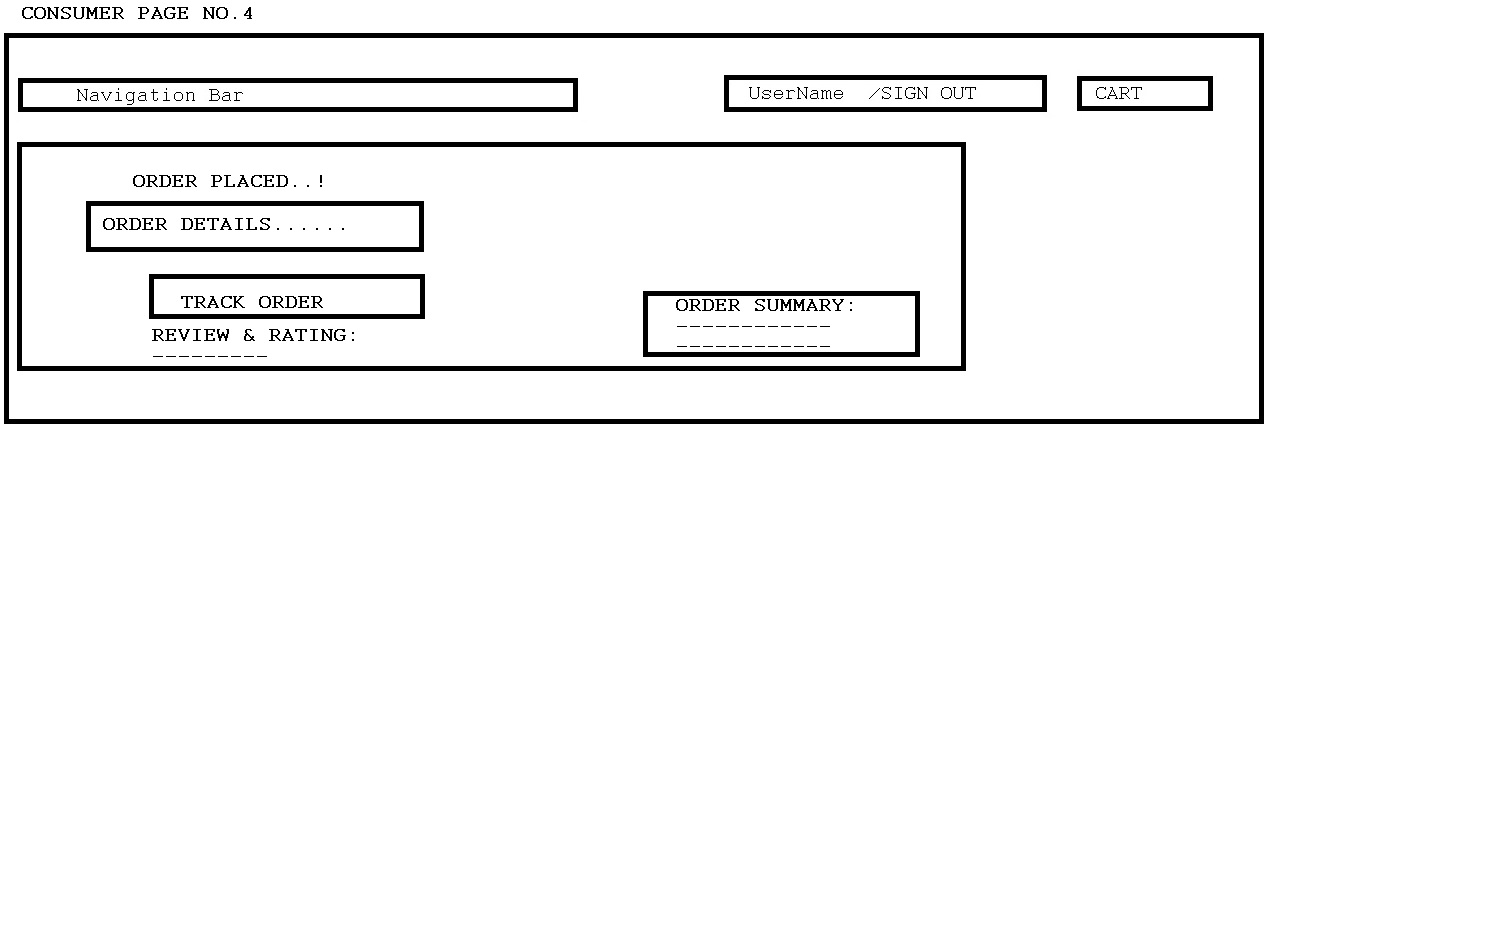 CONSUMER PAGE NO.4
Navigation Bar
UserName /SIGN OUT
CART
ORDER PLACED..!
ORDER DETAILS......
TRACK ORDER
REVIEW & RATING:
---------
ORDER SUMMARY:
------------
------------